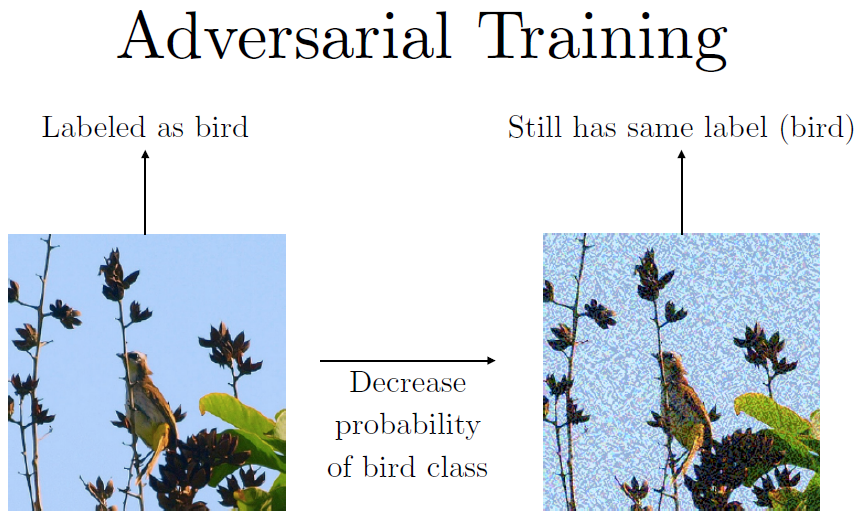 Adversarial Training
Labeled as bird
Still has same label (bird)
Decrease
probability
of bird class